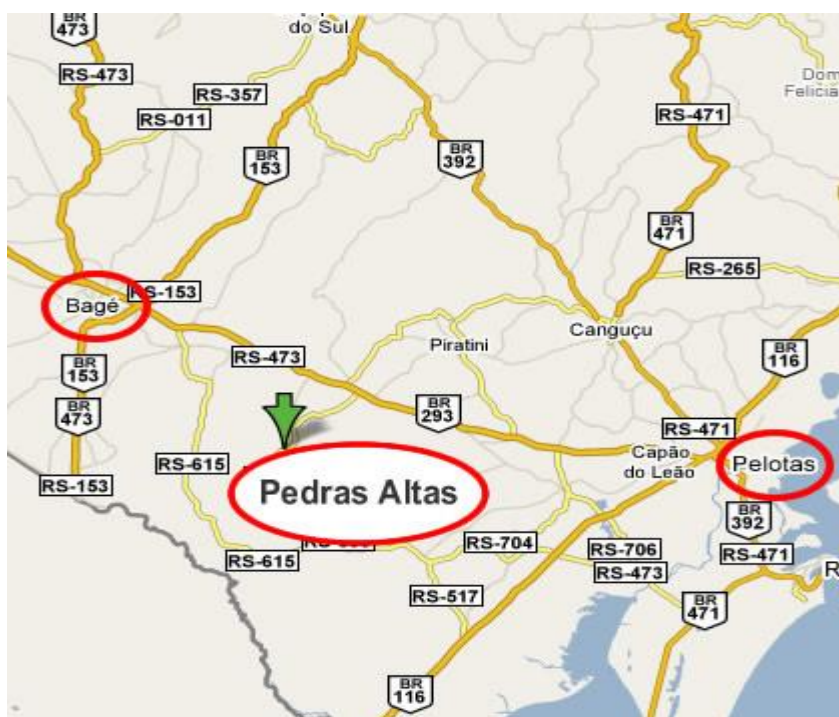 BR
473
do Sul
RS-473
RS-357
RS-011
BR
153
BR
392
RS-471
Dom
Felicia
BR
471
RS-265
RS-153
Bagé
Canguçu
Piratini
RS-473
BR
116
BR
153
BR
473
BR
293
RS-471
Capão
do Leão
Pelotas
RS-615
RS-153
Pedras Altas
BR
392
RS-704
RS-706
RS-471
RS-615
RS-473
R
RS-517
BR
471
BR
116